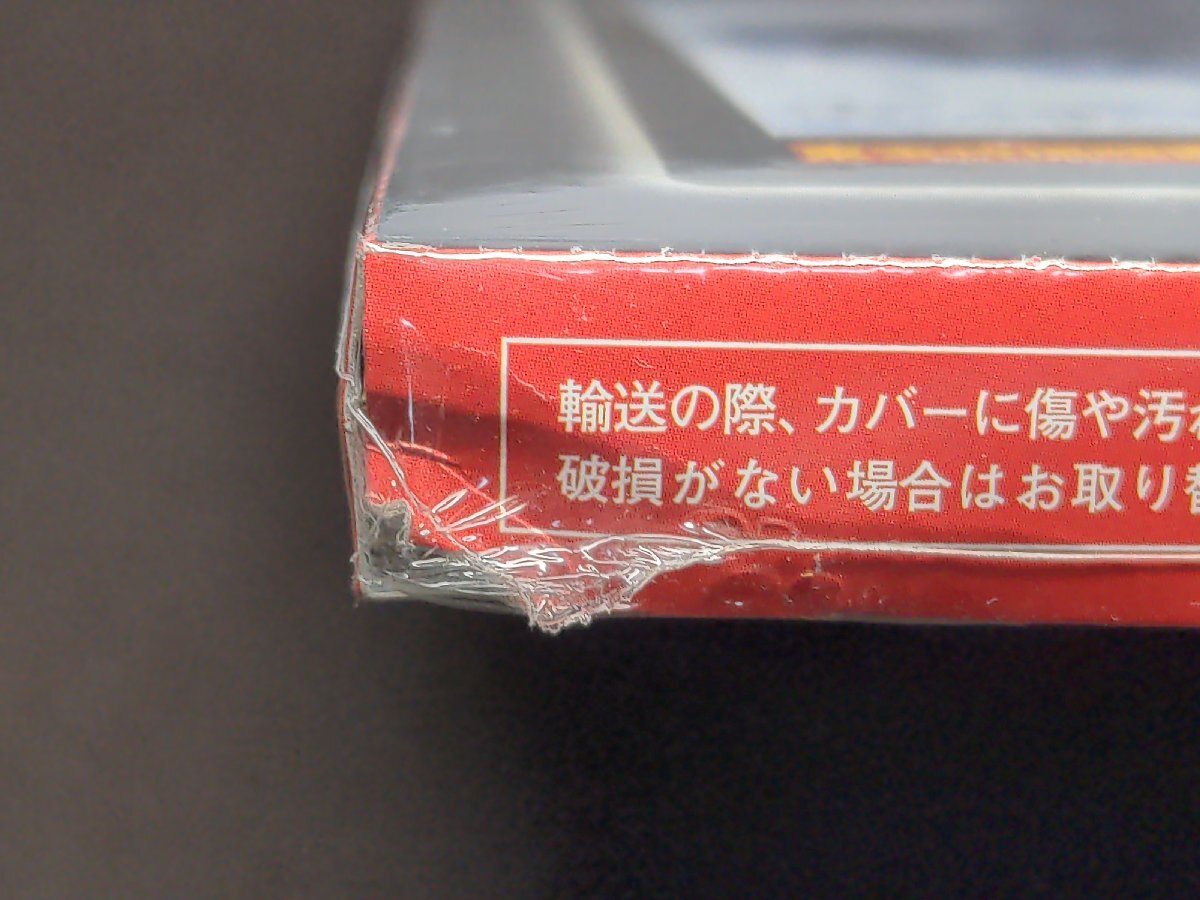 輸送の際、カバーに傷や汚
破損がない場合はお取り